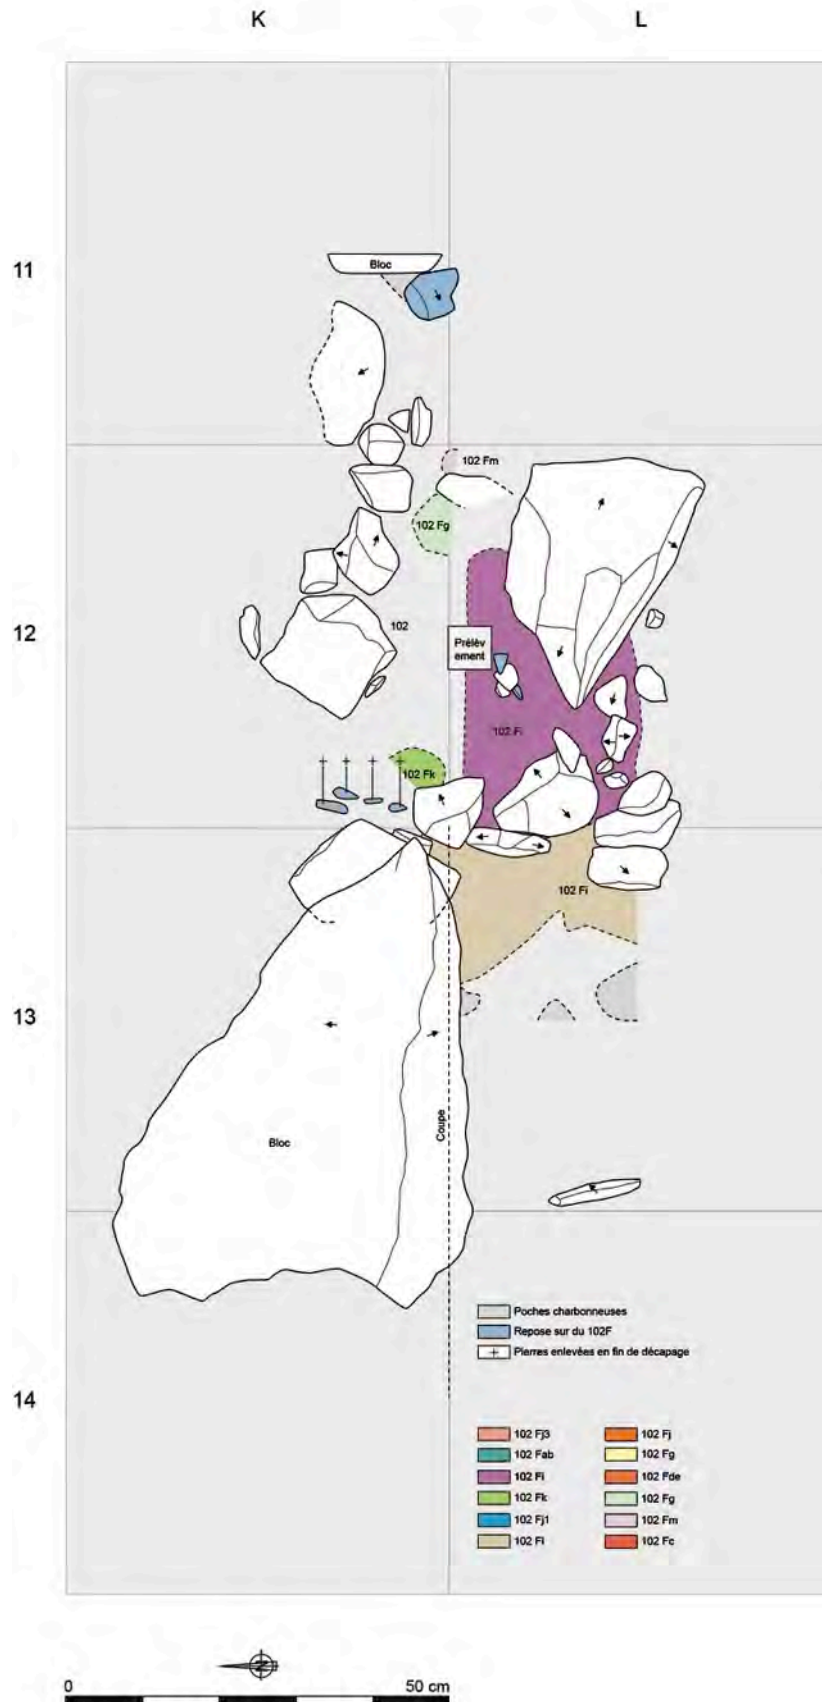 K L
11
Bloc
102 Fm
102 Fg
12
102
Prélèv
ement
102 Fi
102 Fk
102 Fi
13
Bloc
Coupe
Poches charbonneuses
Repose sur du 102F
+ Pierres enlevées en fin de décapage
14
102 Fj3 102 Fj
102 Fab 102 Fg
102 Fi 102 Fde
102 Fk 102 Fg
102 Fj1 102 Fm
102 Fi 102 Fc
N
0 50 cm